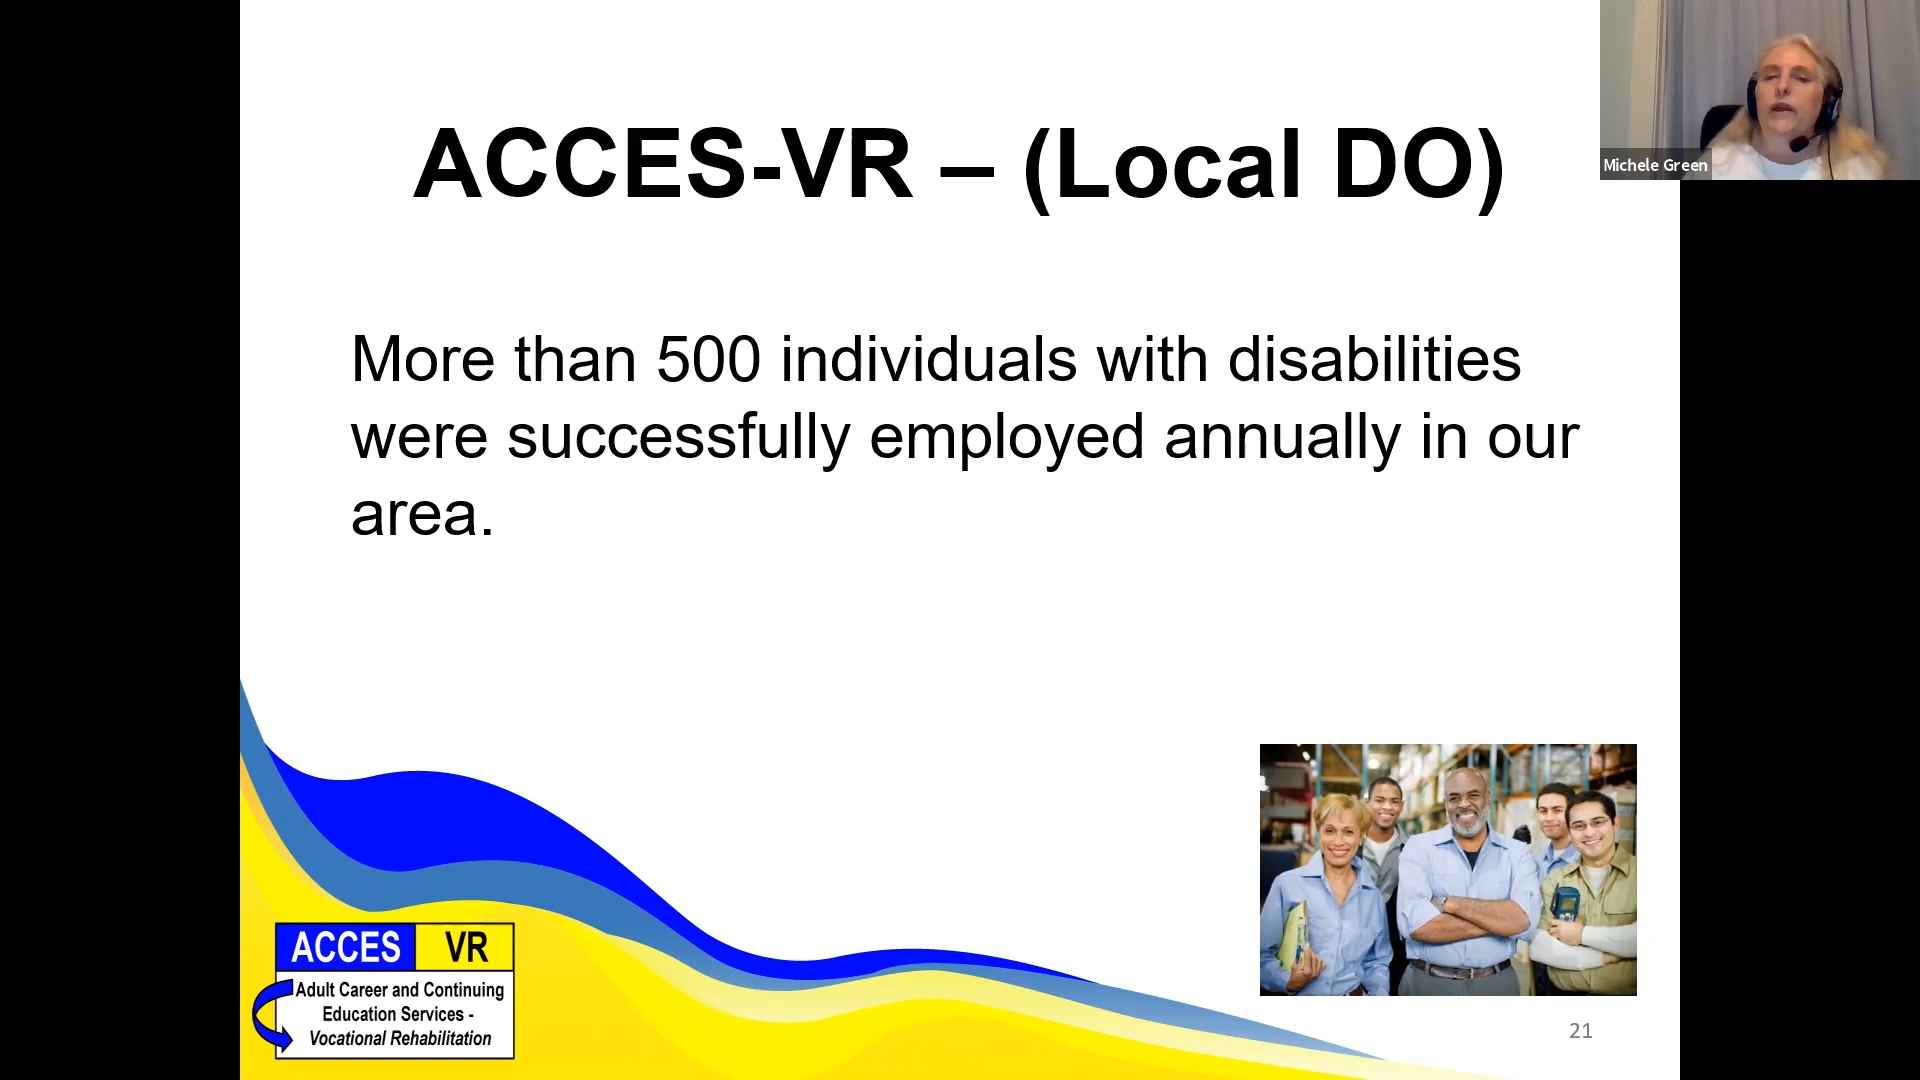 ACCES-VR – (Local DO)
Michele Green
More than 500 individuals with disabilities
were successfully employed annually in our
area.
ACCES VR
Adult Career and Continuing
Education Services -
Vocational Rehabilitation
21